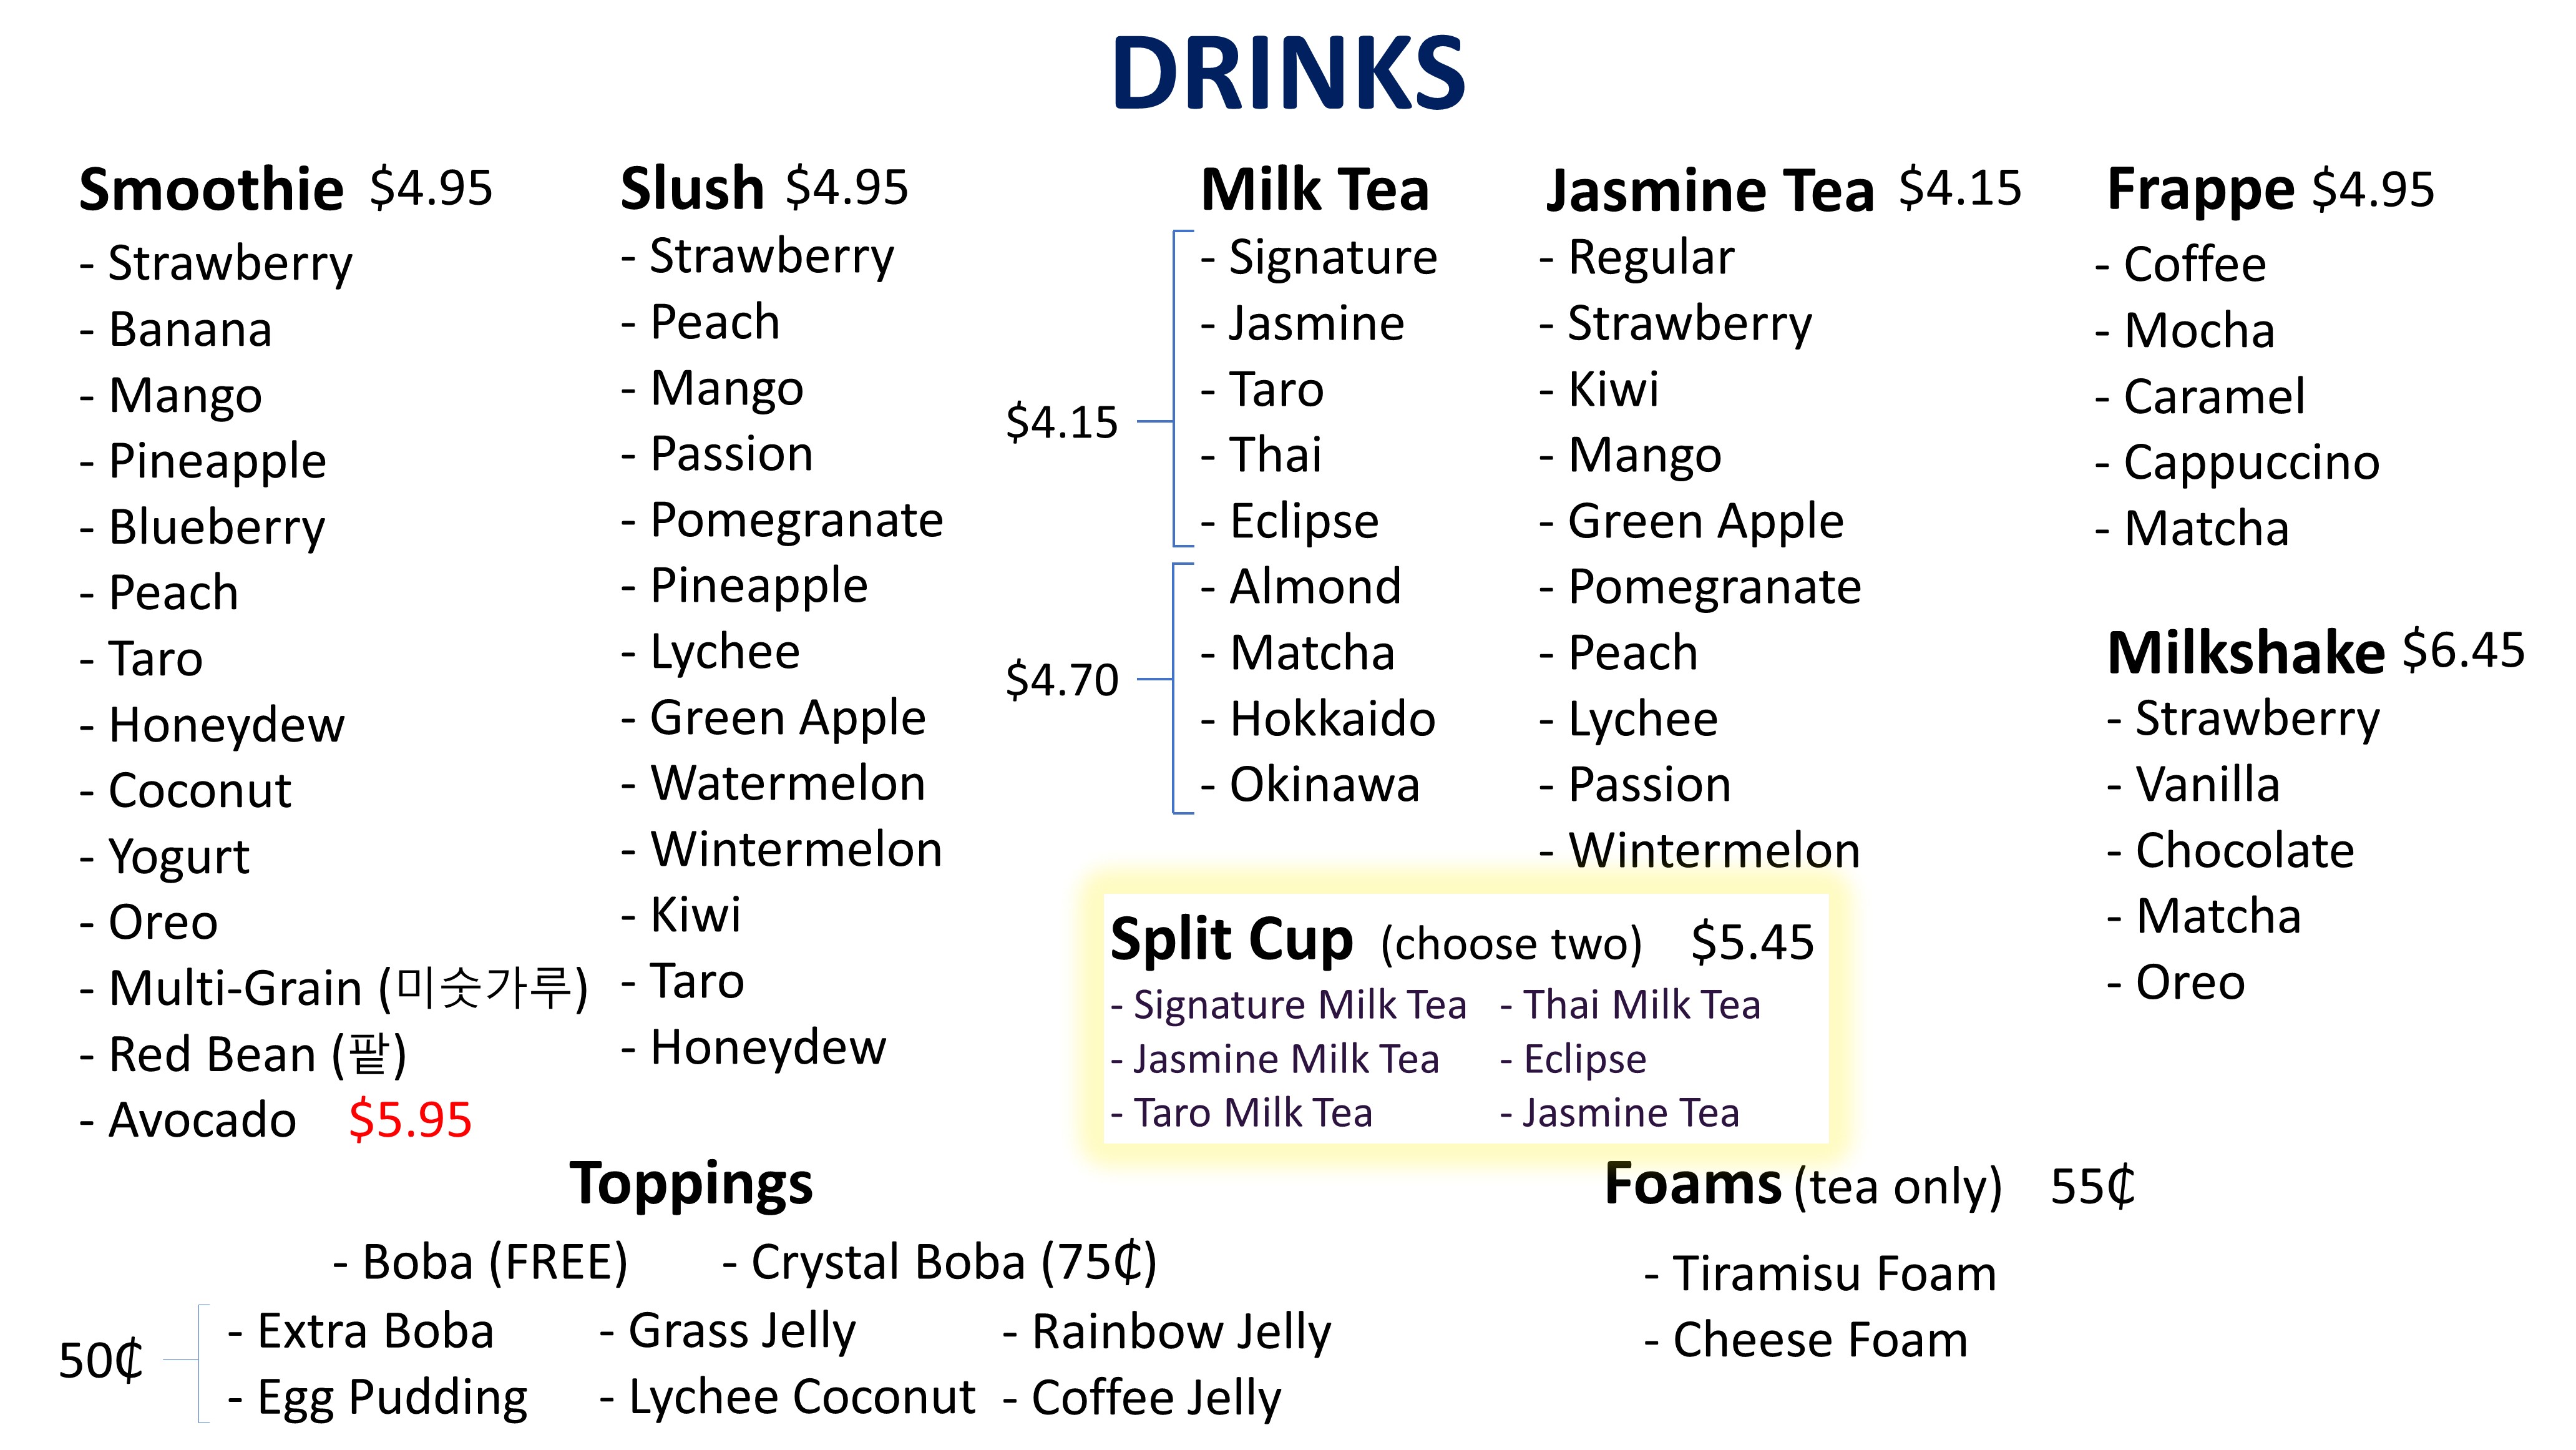 DRINKS
Smoothie $4.95
- Strawberry
- Banana
- Mango
- Pineapple
- Blueberry
- Peach
- Taro
- Honeydew
- Coconut
- Yogurt
- Oreo
- Multi-Grain (미숫가루)
- Red Bean (팥)
- Avocado $5.95
Slush $4.95
- Strawberry
- Peach
- Mango
- Passion
- Pomegranate
- Pineapple
- Lychee
- Green Apple
- Watermelon
- Wintermelon
- Kiwi
- Taro
- Honeydew
Milk Tea
$4.15
- Signature
- Jasmine
- Taro
- Thai
- Eclipse
$4.70
- Almond
- Matcha
- Hokkaido
- Okinawa
Jasmine Tea $4.15
- Regular
- Strawberry
- Kiwi
- Mango
- Green Apple
- Pomegranate
- Peach
- Lychee
- Passion
- Wintermelon
Frappe $4.95
- Coffee
- Mocha
- Caramel
- Cappuccino
- Matcha
Milkshake $6.45
- Strawberry
- Vanilla
- Chocolate
- Matcha
- Oreo
Split Cup (choose two) $5.45
- Signature Milk Tea - Thai Milk Tea
- Jasmine Milk Tea - Eclipse
- Taro Milk Tea - Jasmine Tea
Toppings
- Boba (FREE) - Crystal Boba (75₵)
50₵
- Extra Boba - Grass Jelly - Rainbow Jelly
- Egg Pudding - Lychee Coconut - Coffee Jelly
Foams (tea only) 55₵
- Tiramisu Foam
- Cheese Foam